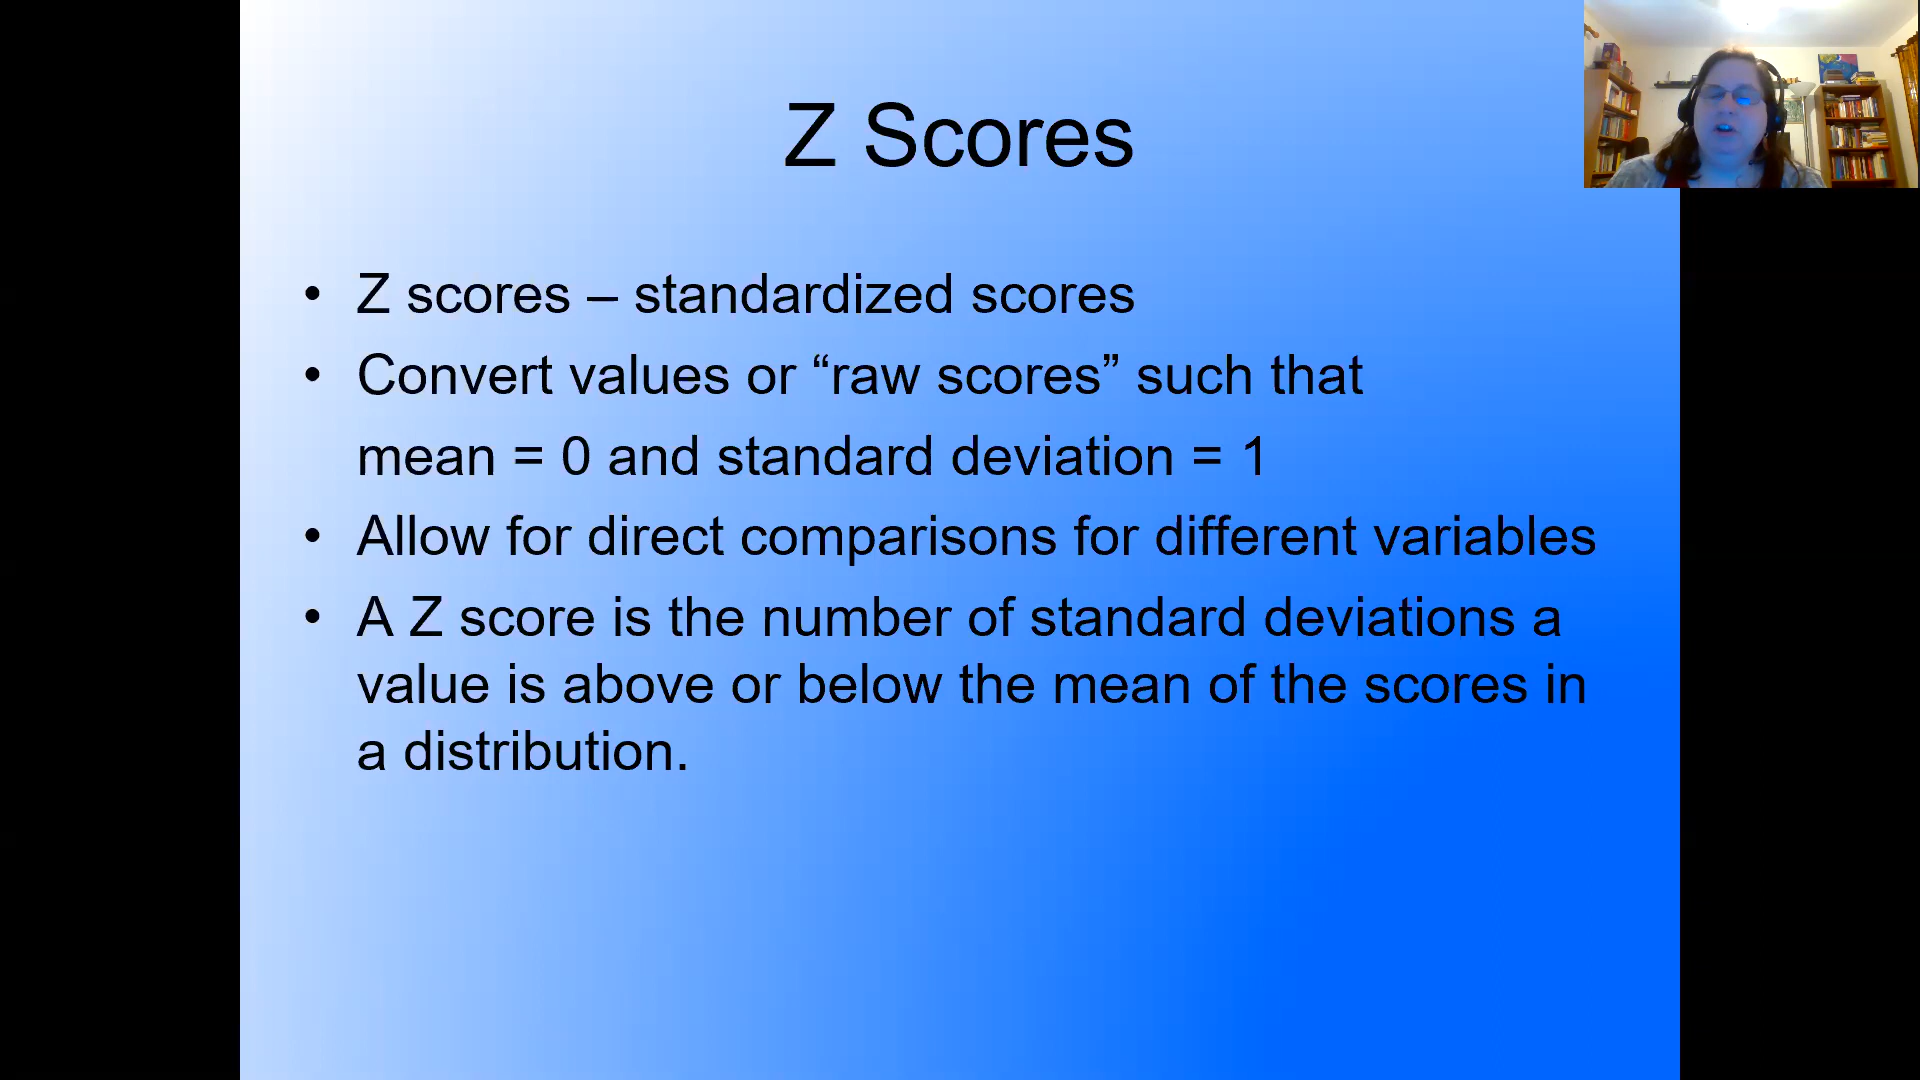 Z Scores
• Z scores – standardized scores
• Convert values or “raw scores” such that
mean = 0 and standard deviation = 1
• Allow for direct comparisons for different variables
• A Z score is the number of standard deviations a
value is above or below the mean of the scores in
a distribution.